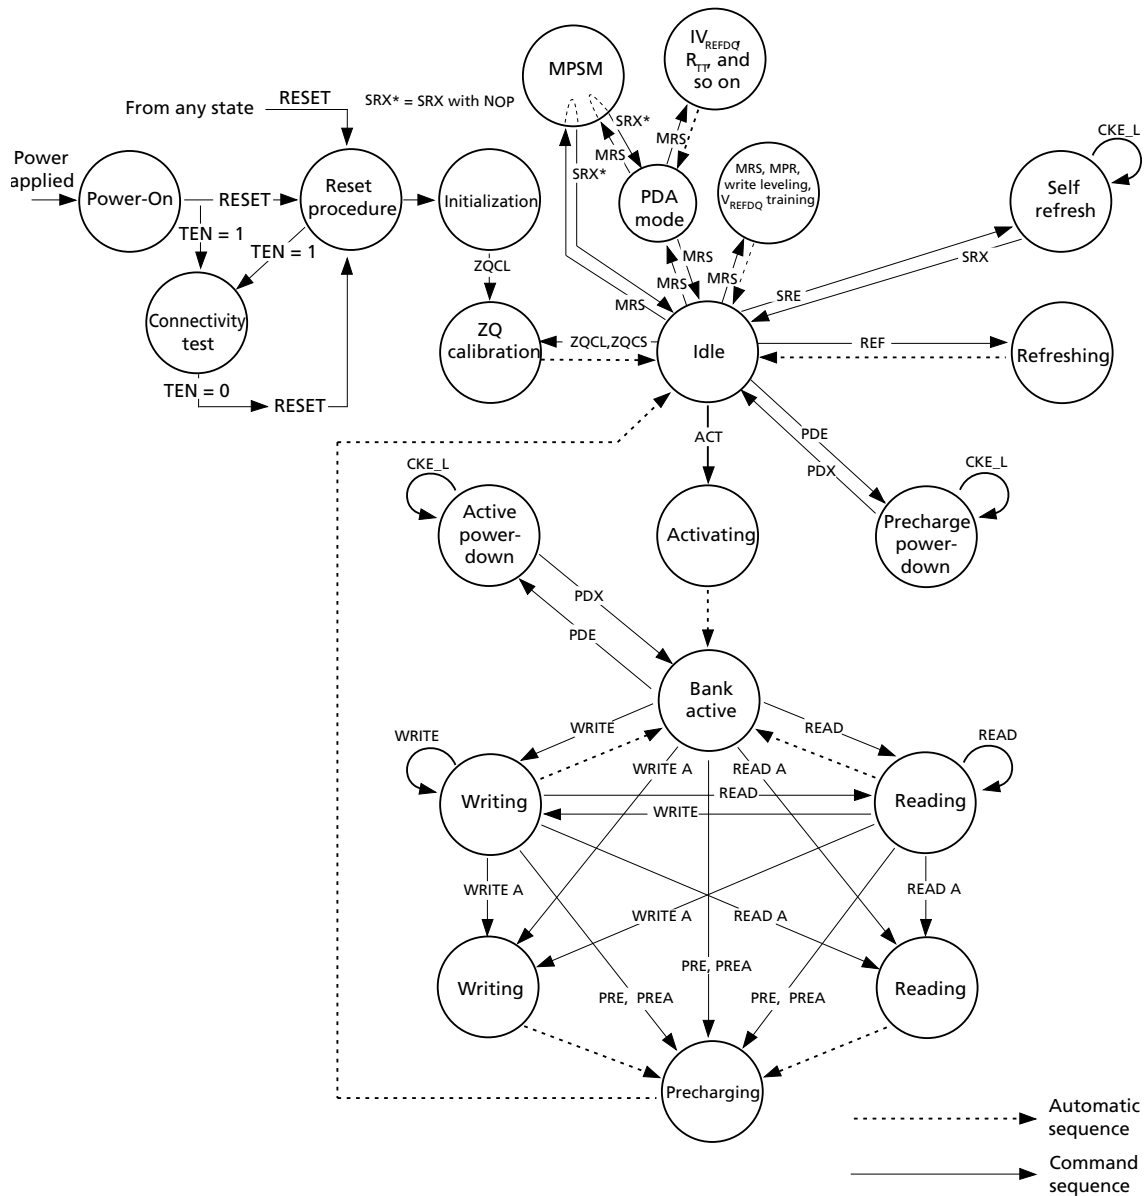 From any state
RESET
SRX* = SRX with NOP
MPSM
IVREFDQ,
RTT, and
so on
SRX*
MRS
MRS
SRX*
PDA
mode
MRS, MPR,
write leveling,
VREFDQ training
CKE_L
Self
refresh
Power
applied
Power-On
RESET
Reset
procedure
Initialization
TEN = 1
TEN = 1
MRS
MRS
MRS
MRS
SRX
SRE
ZQCL
Connectivity
test
ZQ
calibration
ZQCL,ZQCS
Idle
REF
Refreshing
TEN = 0
RESET
ACT
PDE
PDX
CKE_L
CKE_L
Active
power-
down
Activating
Precharge
power-
down
PDX
PDE
Bank
active
WRITE
READ
WRITE
READ
WRITE A
READ A
Writing
READ
WRITE
Reading
WRITE A
READ A
WRITE A
READ A
Writing
PRE, PREA
Reading
PRE, PREA
PRE, PREA
Precharging
Automatic
sequence
Command
sequence